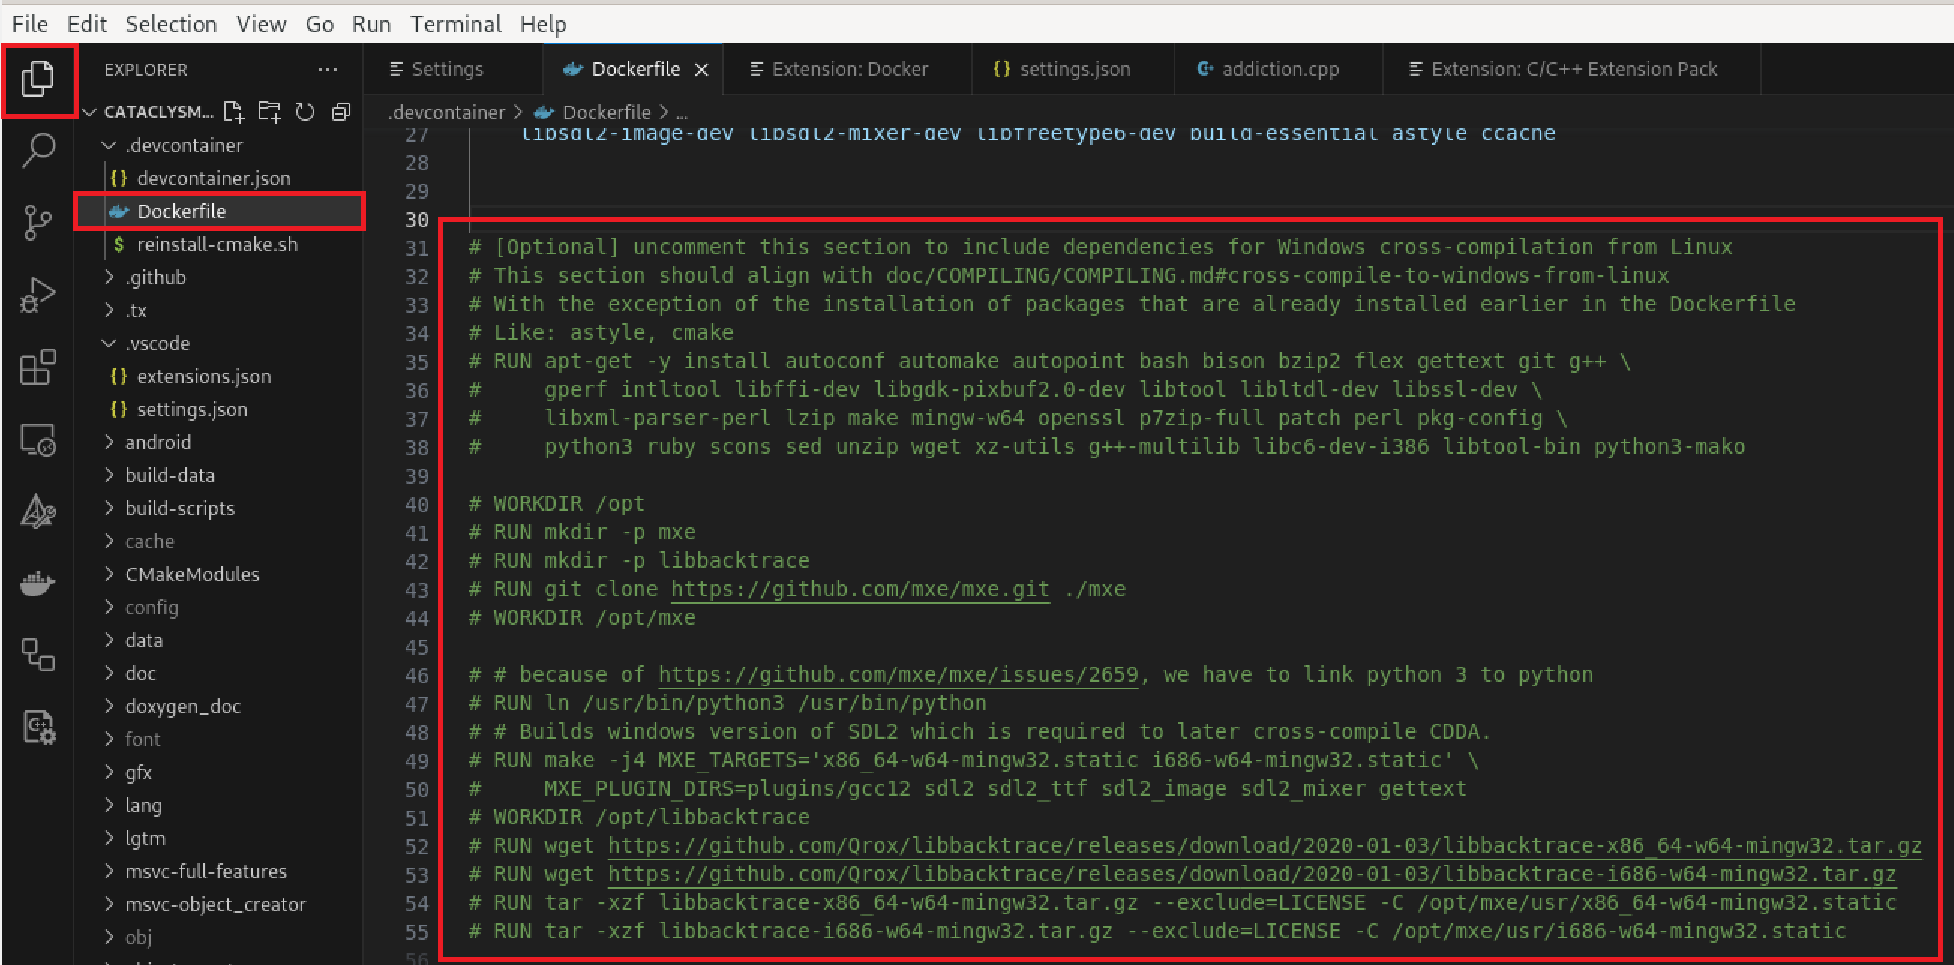 File Edit Selection View Go Run Terminal Help
EXPLORER ...
Settings Dockerfile Extension: Docker settings.json addiction.cpp Extension: C/C++ Extension Pack
CATACLYSM...
.devcontainer > Dockerfile > ...
.devcontainer
devcontainer.json
Dockerfile
reinstall-cmake.sh
.github
.tx
.vscode
extensions.json
settings.json
android
build-data
build-scripts
cache
CMakeModules
config
data
doc
doxygen_doc
font
gfx
lang
lgtm
msvc-full-features
msvc-object_creator
obj
27 libsdl2-image-dev libsdl2-mixer-dev libfreetype6-dev build-essential astyle ccache
28
29
30
31 # [Optional] uncomment this section to include dependencies for Windows cross-compilation from Linux
32 # This section should align with doc/COMPILING/COMPILING.md#cross-compile-to-windows-from-linux
33 # With the exception of the installation of packages that are already installed earlier in the Dockerfile
34 # Like: astyle, cmake
35 # RUN apt-get -y install autoconf automake autopoint bash bison bzip2 flex gettext git g++ \
36 #     gperf intltool libffi-dev libgdk-pixbuf2.0-dev libtool libltdl-dev libssl-dev \
37 #     libxml-parser-perl lzip make mingw-w64 openssl p7zip-full patch perl pkg-config \
38 #     python3 ruby scons sed unzip wget xz-utils g++-multilib libc6-dev-i386 libtool-bin python3-mako
39
40 # WORKDIR /opt
41 # RUN mkdir -p mxe
42 # RUN mkdir -p libbacktrace
43 # RUN git clone https://github.com/mxe/mxe.git ./mxe
44 # WORKDIR /opt/mxe
45
46 # # because of https://github.com/mxe/mxe/issues/2659, we have to link python 3 to python
47 # RUN ln /usr/bin/python3 /usr/bin/python
48 # # Builds windows version of SDL2 which is required to later cross-compile CDDA.
49 # RUN make -j4 MXE_TARGETS='x86_64-w64-mingw32.static i686-w64-mingw32.static' \
50 #     MXE_PLUGIN_DIRS=plugins/gcc12 sdl2 sdl2_ttf sdl2_image sdl2_mixer gettext
51 # WORKDIR /opt/libbacktrace
52 # RUN wget https://github.com/Qrox/libbacktrace/releases/download/2020-01-03/libbacktrace-x86_64-w64-mingw32.tar.gz
53 # RUN wget https://github.com/Qrox/libbacktrace/releases/download/2020-01-03/libbacktrace-i686-w64-mingw32.tar.gz
54 # RUN tar -xzf libbacktrace-x86_64-w64-mingw32.tar.gz --exclude=LICENSE -C /opt/mxe/usr/x86_64-w64-mingw32.static
55 # RUN tar -xzf libbacktrace-i686-w64-mingw32.tar.gz --exclude=LICENSE -C /opt/mxe/usr/i686-w64-mingw32.static
56